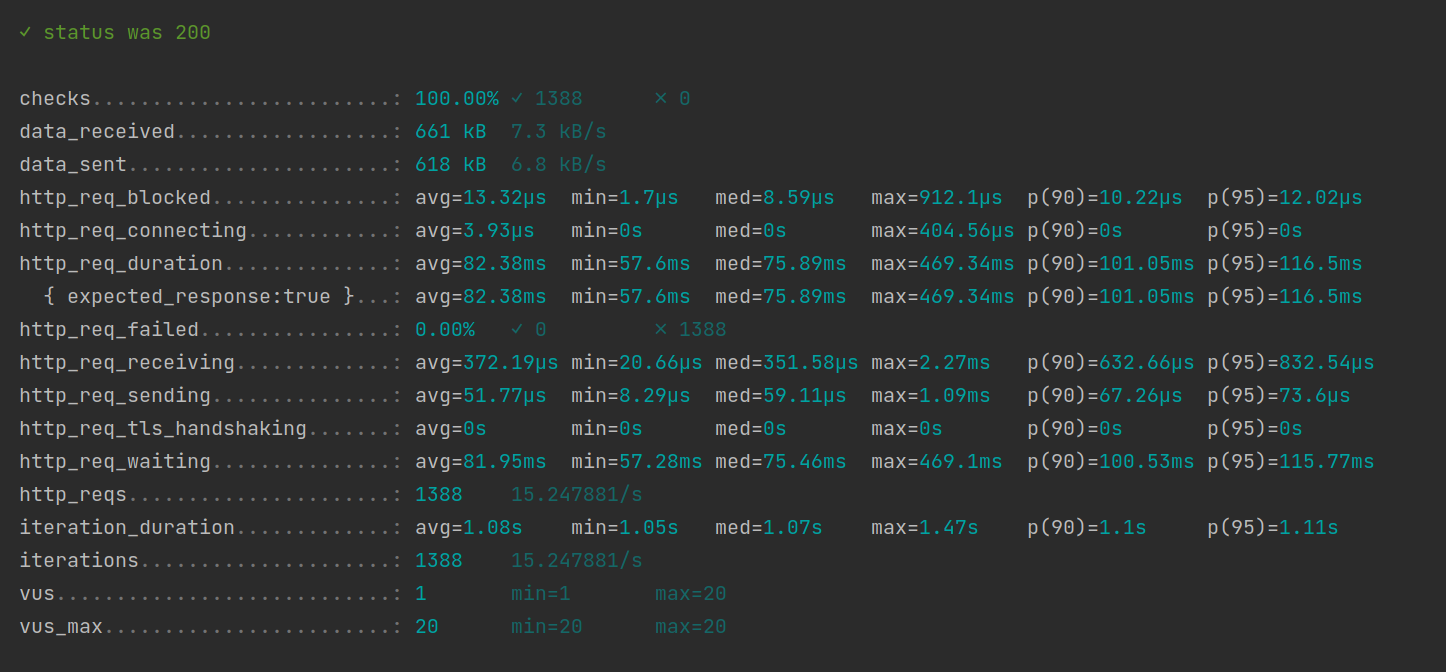 ✓ status was 200
checks.........................: 100.00% ✓ 1388      ✗ 0
data_received..................: 661 kB  7.3 kB/s
data_sent......................: 618 kB  6.8 kB/s
http_req_blocked...............: avg=13.32µs  min=1.7µs   med=8.59µs   max=912.1µs  p(90)=10.22µs  p(95)=12.02µs
http_req_connecting............: avg=3.93µs   min=0s      med=0s       max=404.56µs p(90)=0s       p(95)=0s
http_req_duration..............: avg=82.38ms  min=57.6ms  med=75.89ms  max=469.34ms p(90)=101.05ms p(95)=116.5ms
  { expected_response:true }...: avg=82.38ms  min=57.6ms  med=75.89ms  max=469.34ms p(90)=101.05ms p(95)=116.5ms
http_req_failed................: 0.00%   ✓ 0         ✗ 1388
http_req_receiving.............: avg=372.19µs min=20.66µs med=351.58µs max=2.27ms   p(90)=632.66µs p(95)=832.54µs
http_req_sending...............: avg=51.77µs  min=8.29µs  med=59.11µs  max=1.09ms   p(90)=67.26µs  p(95)=73.6µs
http_req_tls_handshaking.......: avg=0s       min=0s      med=0s       max=0s       p(90)=0s       p(95)=0s
http_req_waiting...............: avg=81.95ms  min=57.28ms med=75.46ms  max=469.1ms  p(90)=100.53ms p(95)=115.77ms
http_reqs......................: 1388    15.247881/s
iteration_duration.............: avg=1.08s    min=1.05s   med=1.07s    max=1.47s    p(90)=1.1s     p(95)=1.11s
iterations.....................: 1388    15.247881/s
vus............................: 1       min=1       max=20
vus_max........................: 20      min=20      max=20